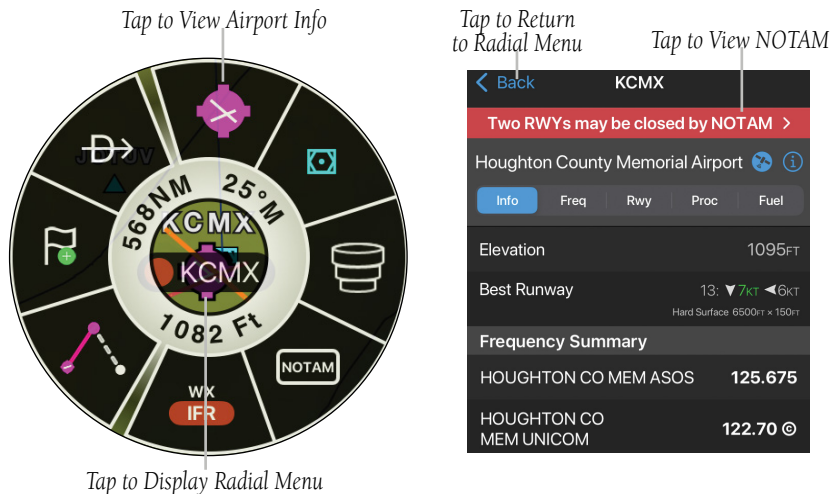 Tap to View Airport Info
Tap to Return
to Radial Menu
Tap to View NOTAM
568NM 25°M
KCMX
KCMX
1082 Ft
NOTAM
WX
IFR
Tap to Display Radial Menu
Back KCMX
Two RWYs may be closed by NOTAM
Houghton County Memorial Airport
Info Freq Rwy Proc Fuel
Elevation 1095FT
Best Runway 13: 7KT 6KT
Hard Surface 6500FT × 150FT
Frequency Summary
HOUGHTON CO MEM ASOS 125.675
HOUGHTON CO
MEM UNICOM 122.70 ©